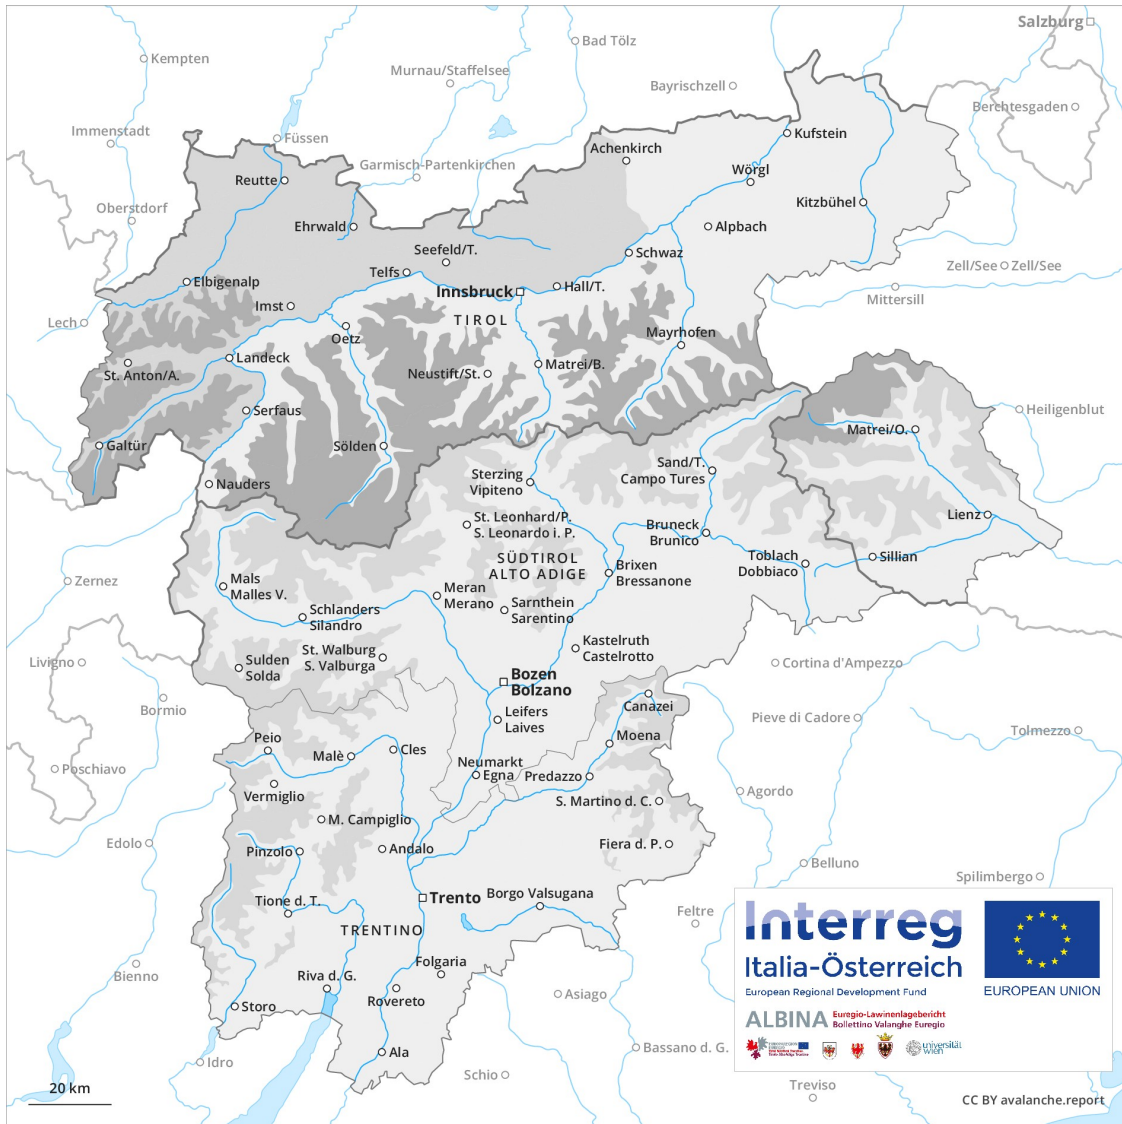 Salzburg
Bad Tölz
Kempten
Murnau/Staffelsee
Bayrischzell
Berchtesgaden
Immenstadt
Füssen
Kufstein
Achenkirch
Garmisch-Partenkirchen
Wörgl
Reutte
Kitzbühel
Oberstdorf
Ehrwald
Alpbach
Seefeld/T.
Schwaz
Telfs
Zell/See
Zell/See
Elbigenalp
Innsbruck
Hall/T.
Mittersill
Imst
TIROL
Lech
Oetz
Mayrhofen
Landeck
Matrei/B.
St. Anton/A.
Neustift/St.
Serfaus
Heiligenblut
Matrei/O.
Galtür
Sölden
Sand/T.
Campo Tures
Sterzing
Vipiteno
Nauders
Lienz
St. Leonhard/P.
S. Leonardo i. P.
Bruneck
Brunico
SÜDTIROL
ALTO ADIGE
Toblach
Dobbiaco
Sillian
Brixen
Bressanone
Zernez
Mals
Malles V.
Meran
Merano
Sarnthein
Sarentino
Schlanders
Silandro
Kastelruth
Castelrotto
St. Walburg
S. Valburga
Livigno
Sulden
Solda
Cortina d'Ampezzo
Bozen
Bolzano
Canazei
Bormio
Leifers
Laives
Pieve di Cadore
Tolmezzo
Moena
Peio
Cles
Malè
Neumarkt
Egna
Poschiavo
Predazzo
Agordo
Vermiglio
S. Martino d. C.
M. Campiglio
Edolo
Pinzolo
Andalo
Fiera d. P.
Belluno
Spilimbergo
Tione d. T.
Trento
Borgo Valsugana
Feltre
TRENTINO
Interreg
Italia-Österreich
European Regional Development Fund
EUROPEAN UNION
Bienno
Folgaria
Riva d. G.
Rovereto
Asiago
Storo
ALBINA
Euregio-Lawinenlagebericht
Bollettino Valanghe Euregio
universität
wien
Ala
Idro
Bassano d. G.
Schio
Treviso
20 km
CC BY avalanche.report